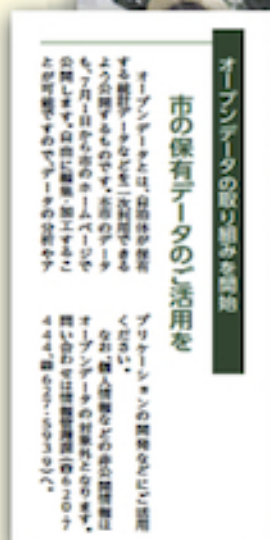 オープンデータの取り組みを開始
市の保有データのご活用を
オープンデータとは、自治体が保有
する統計データなどを二次利用できる
よう公開するものです。本市のデータ
も、7月1日から市のホームページで
公開します。自由に編集・加工するこ
とが可能ですので、データの分析やア
プリケーションの開発などにご活用
ください。
なお、個人情報などの非公開情報は
オープンデータの対象外となります。
問い合わせは情報管理課(☎6207
444、627・5939)へ。